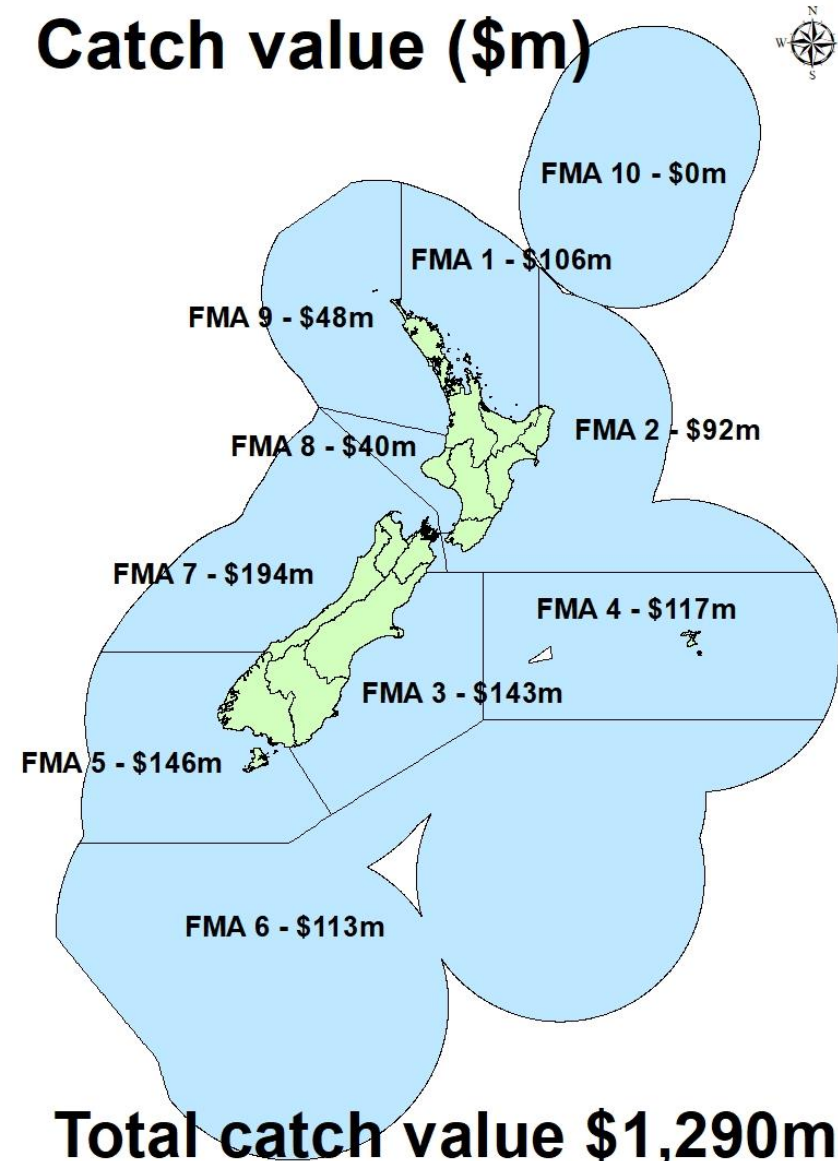 Catch value ($m)
N
W
S
FMA 10 - $0m
FMA 1 - $106m
FMA 9 - $48m
FMA 2 - $92m
FMA 8 - $40m
FMA 7 - $194m
FMA 4 - $117m
FMA 3 - $143m
FMA 5 - $146m
FMA 6 - $113m
Total catch value $1,290m